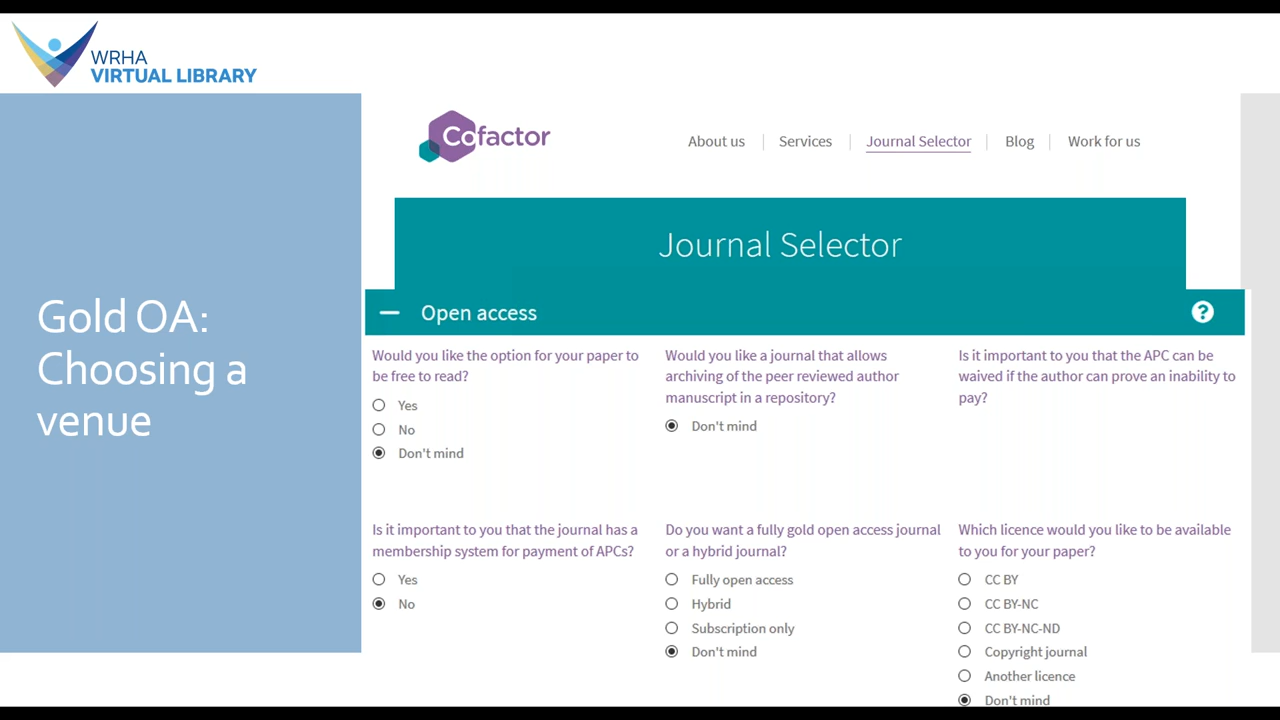 WRHA
VIRTUAL LIBRARY
Gold OA:
Choosing a
venue
Cofactor
About us
Services
Journal Selector
Blog
Work for us
Journal Selector
Open access
?
Would you like the option for your paper to
be free to read?
Yes
No
Don't mind
Would you like a journal that allows
archiving of the peer reviewed author
manuscript in a repository?
Don't mind
Is it important to you that the APC can be
waived if the author can prove an inability to
pay?
Is it important to you that the journal has a
membership system for payment of APCs?
Yes
No
Do you want a fully gold open access journal
or a hybrid journal?
Fully open access
Hybrid
Subscription only
Don't mind
Which licence would you like to be available
to you for your paper?
CC BY
CC BY-NC
CC BY-NC-ND
Copyright journal
Another licence
Don't mind